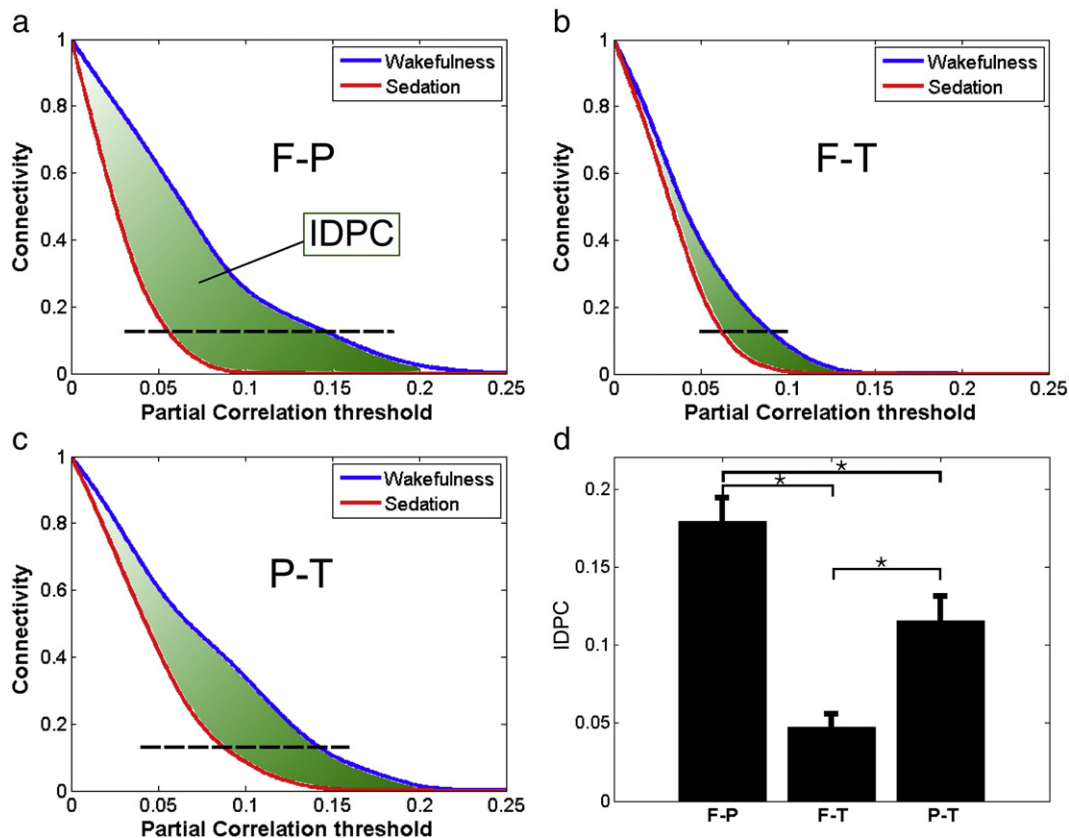 a
1
0.8
0.6
0.4
0.2
0
Connectivity
Wakefulness
Sedation
F-P
IDPC
0 0.05 0.1 0.15 0.2 0.25
Partial Correlation threshold
b
1
0.8
0.6
0.4
0.2
0
Connectivity
Wakefulness
Sedation
F-T
0 0.05 0.1 0.15 0.2 0.25
Partial Correlation threshold
c
1
0.8
0.6
0.4
0.2
0
Connectivity
Wakefulness
Sedation
P-T
0 0.05 0.1 0.15 0.2 0.25
Partial Correlation threshold
d
0.2
0.15
0.1
0.05
0
IDPC
*
*
*
F-P F-T P-T